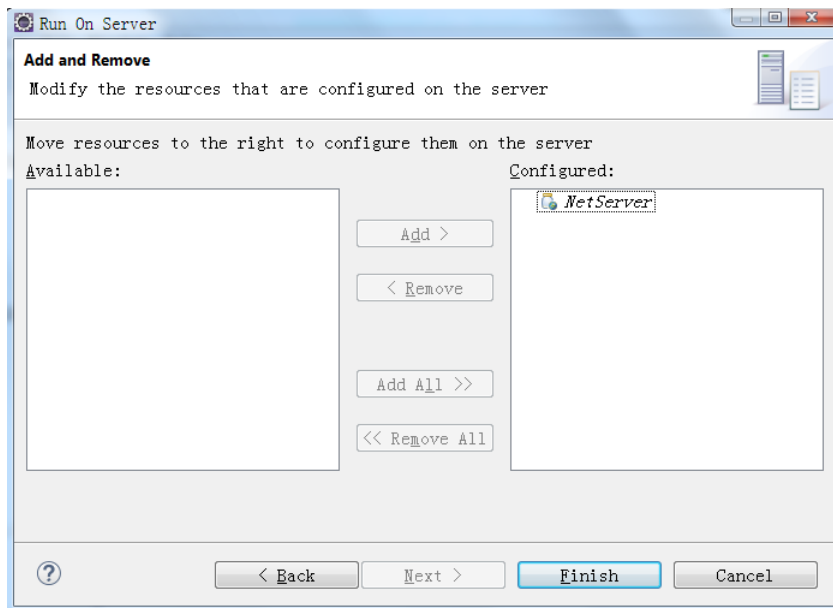 Run On Server
Add and Remove
Modify the resources that are configured on the server
Move resources to the right to configure them on the server
Available:
Configured:
NetServer
Add >
< Remove
Add All >>
<< Remove All
?
< Back
Next >
Finish
Cancel